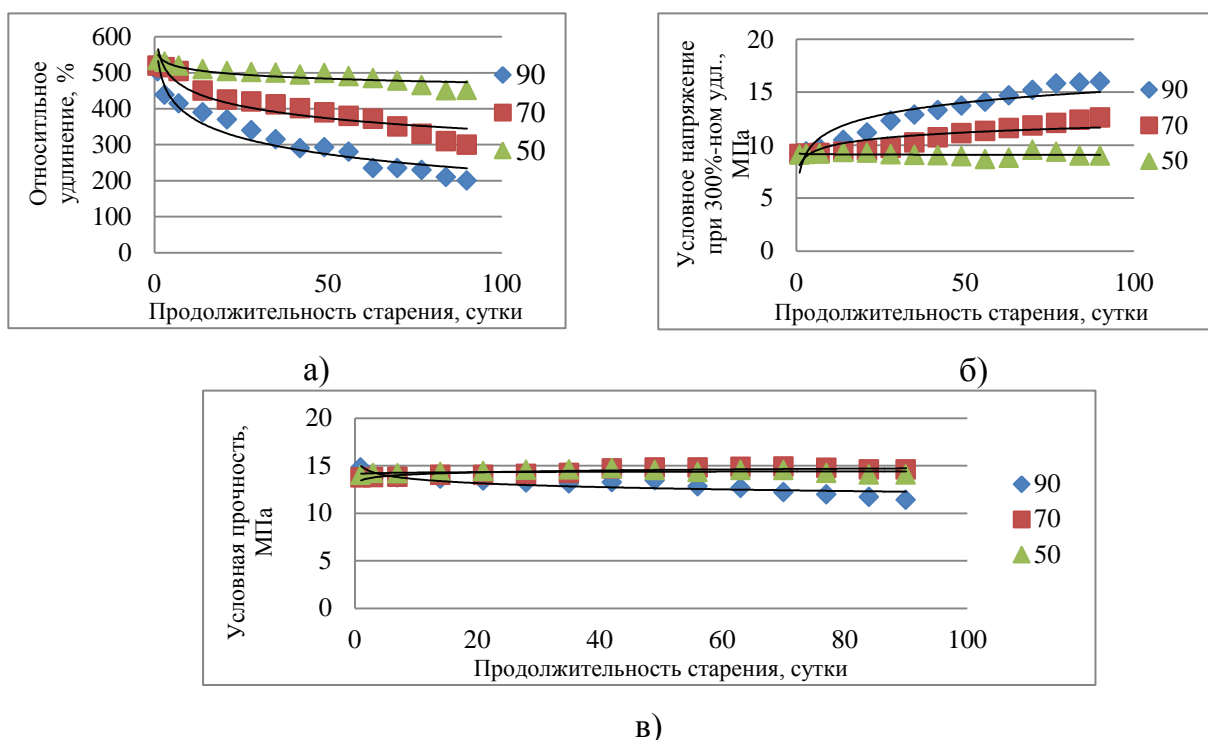 Относитльное
удлинение, %
600
500
400
300
200
100
0
0
50
100
Продолжительность старения, сутки
90
70
50
а)
Условное напряжение
при 300%-ном удл.,
МПа
20
15
10
5
0
0
50
100
Продолжительность старения, сутки
90
70
50
б)
Условная прочность,
МПа
20
15
10
5
0
0
20
40
60
80
100
Продолжительность старения, сутки
90
70
50
в)